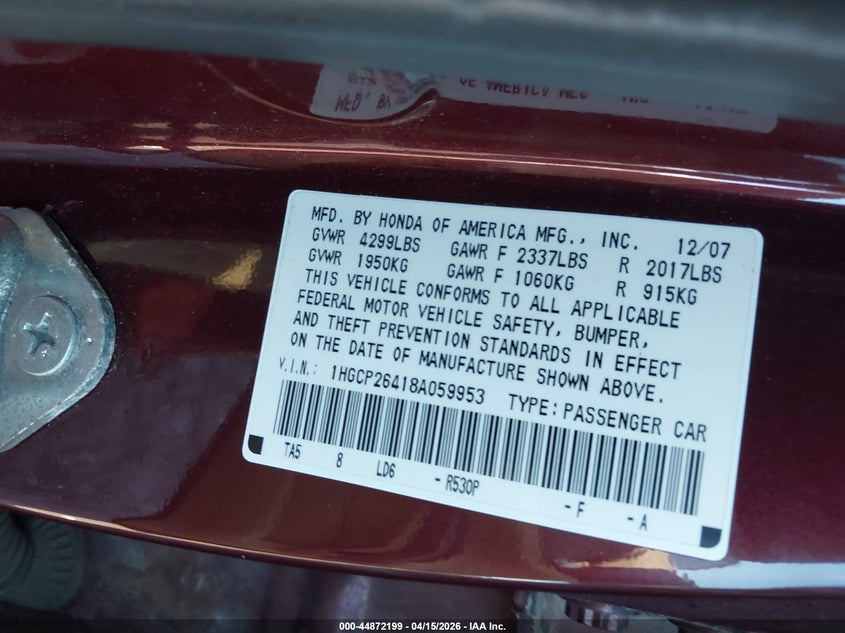 MFD. BY HONDA OF AMERICA MFG., INC. 12/07
GVWR 4299LBS GAWR F 2337LBS R 2017LBS
GVWR 1950KG GAWR F 1060KG R 915KG
THIS VEHICLE CONFORMS TO ALL APPLICABLE
FEDERAL MOTOR VEHICLE SAFETY, BUMPER,
AND THEFT PREVENTION STANDARDS IN EFFECT
ON THE DATE OF MANUFACTURE SHOWN ABOVE.
V.I.N.: 1HGCP26418A059953 TYPE:PASSENGER CAR
TA5 8 LD6 -R530P -F -A
000-44872199 - 04/15/2026 - IAA Inc.